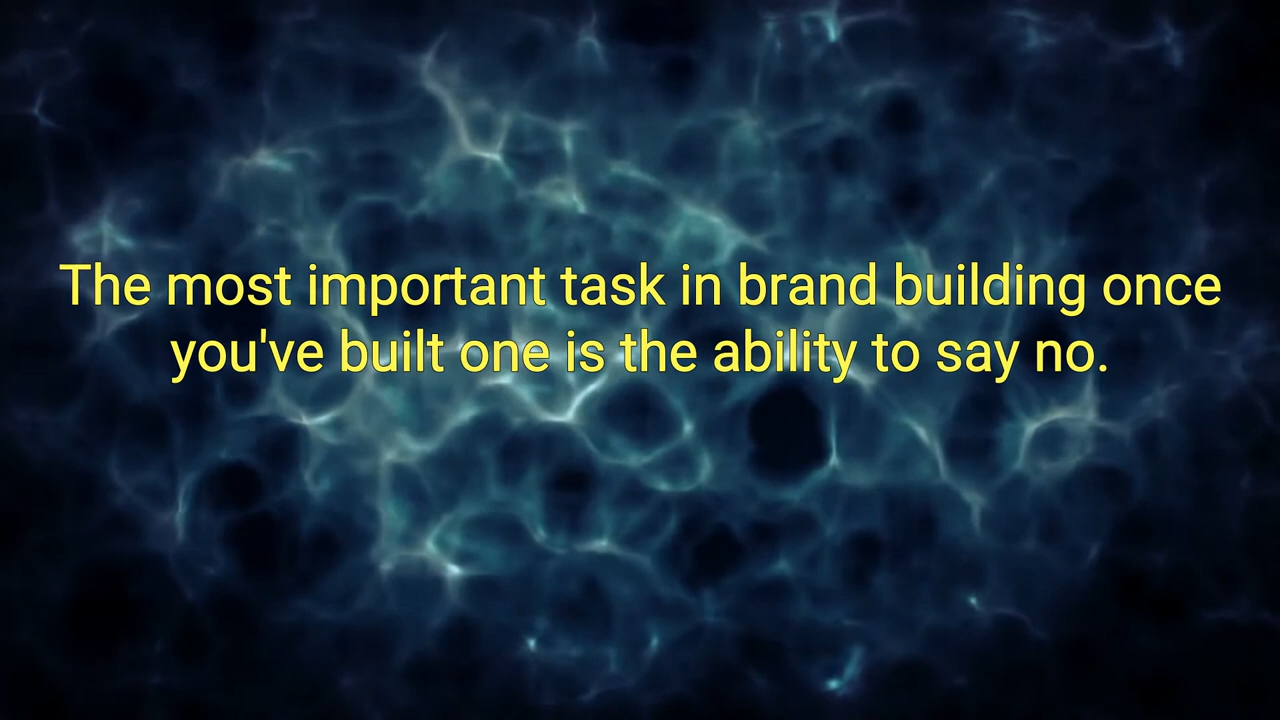 The most important task in brand building once
you've built one is the ability to say no.